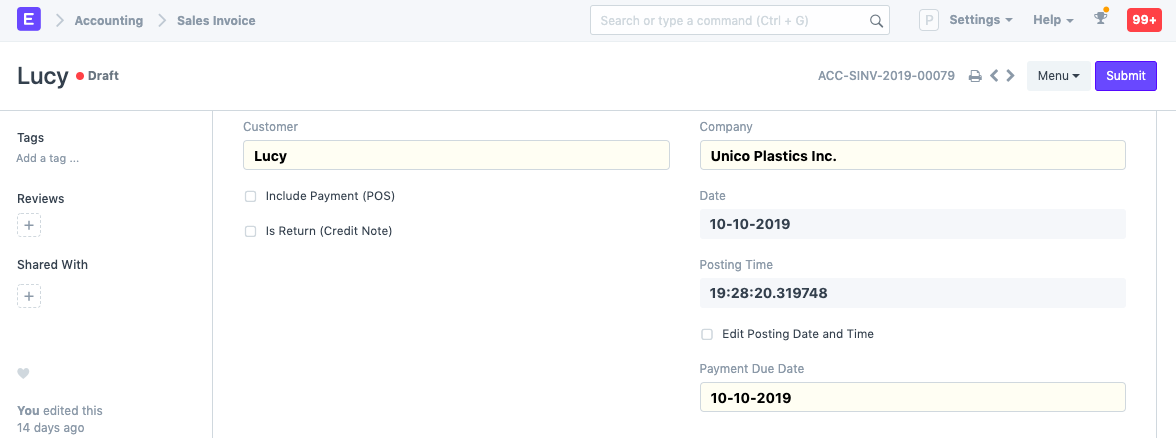 E
Accounting
Sales Invoice
Search or type a command (Ctrl + G)
P
Settings
Help
99+
Lucy
Draft
ACC-SINV-2019-00079
Menu
Submit
Tags
Add a tag ...
Reviews
+
Shared With
+
You edited this
14 days ago
Customer
Lucy
Include Payment (POS)
Is Return (Credit Note)
Company
Unico Plastics Inc.
Date
10-10-2019
Posting Time
19:28:20.319748
Edit Posting Date and Time
Payment Due Date
10-10-2019